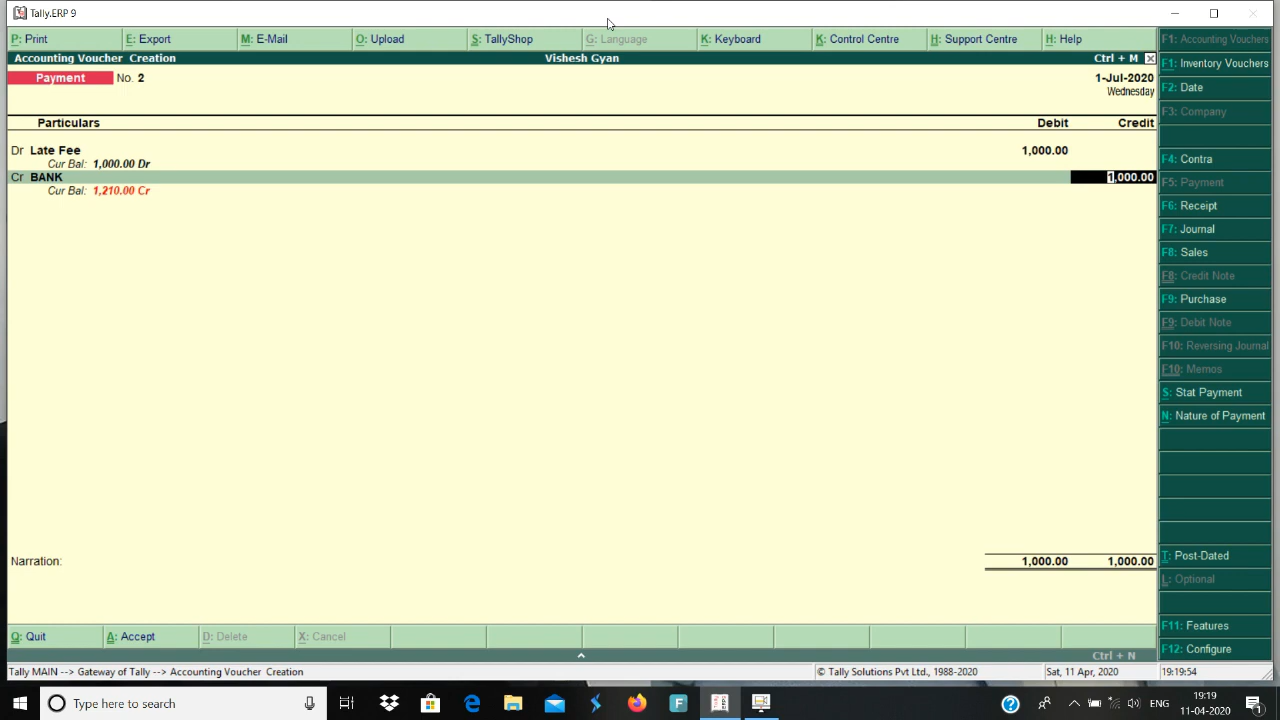 Tally.ERP 9
P: Print E: Export M: E-Mail O: Upload S: TallyShop G: Language K: Keyboard K: Control Centre H: Support Centre H: Help
Accounting Voucher Creation Vishesh Gyan Ctrl + M
Payment No. 2 1-Jul-2020
Wednesday
Particulars Debit Credit
Dr Late Fee 1,000.00
Cur Bal: 1,000.00 Dr
Cr BANK 1,000.00
Cur Bal: 1,210.00 Cr
Narration: 1,000.00 1,000.00
Q: Quit A: Accept D: Delete X: Cancel
Ctrl + N
Tally MAIN --> Gateway of Tally --> Accounting Voucher Creation © Tally Solutions Pvt Ltd., 1988-2020 Sat, 11 Apr, 2020 19:19:54
F1: Accounting Vouchers
F1: Inventory Vouchers
F2: Date
F3: Company
F4: Contra
F5: Payment
F6: Receipt
F7: Journal
F8: Sales
F8: Credit Note
F9: Purchase
F9: Debit Note
F10: Reversing Journal
F10: Memos
S: Stat Payment
N: Nature of Payment
T: Post-Dated
L: Optional
F11: Features
F12: Configure
Type here to search ENG 19:19
11-04-2020